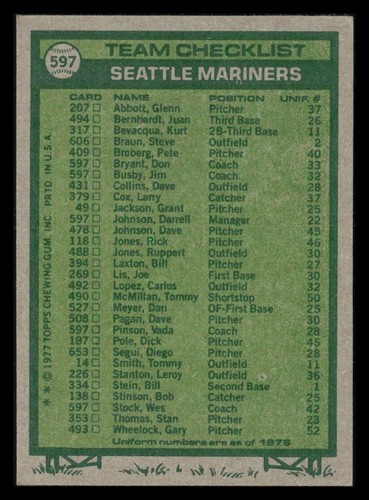 597
TEAM CHECKLIST
SEATTLE MARINERS
CARD NAME POSITION UNIF. #
207 Abbott, Glenn Pitcher 37
494 Bernhardt, Juan Third Base 26
317 Bevacqua, Kurt 2B-Third Base 11
606 Braun, Steve Outfield 2
409 Broberg, Pete Pitcher 40
597 Bryant, Don Coach 33
597 Busby, Jim Coach 32
431 Collins, Dave Outfield 28
379 Cox, Larry Catcher 37
49 Jackson, Grant Pitcher 25
597 Johnson, Darrell Manager 22
478 Johnson, Dave Pitcher 45
118 Jones, Rick Pitcher 46
488 Jones, Ruppert Outfield 30
394 Laxton, Bill Pitcher 27
269 Lis, Joe First Base 30
492 Lopez, Carlos Outfield 32
490 McMillan, Tommy Shortstop 50
527 Meyer, Dan OF-First Base 25
508 Pagan, Dave Pitcher 25
597 Pinson, Vada Coach 28
187 Pole, Dick Pitcher 45
653 Segui, Diego Pitcher 44
14 Smith, Tommy Outfield 11
226 Stanton, Leroy Outfield 36
334 Stein, Bill Second Base 1
138 Stinson, Bob Catcher 25
597 Stock, Wes Coach 42
353 Thomas, Stan Pitcher 23
493 Wheelock, Gary Pitcher 52
Uniform numbers are as of 1976
* * © 1977 TOPPS CHEWING GUM, INC. PRTD. IN U.S.A.